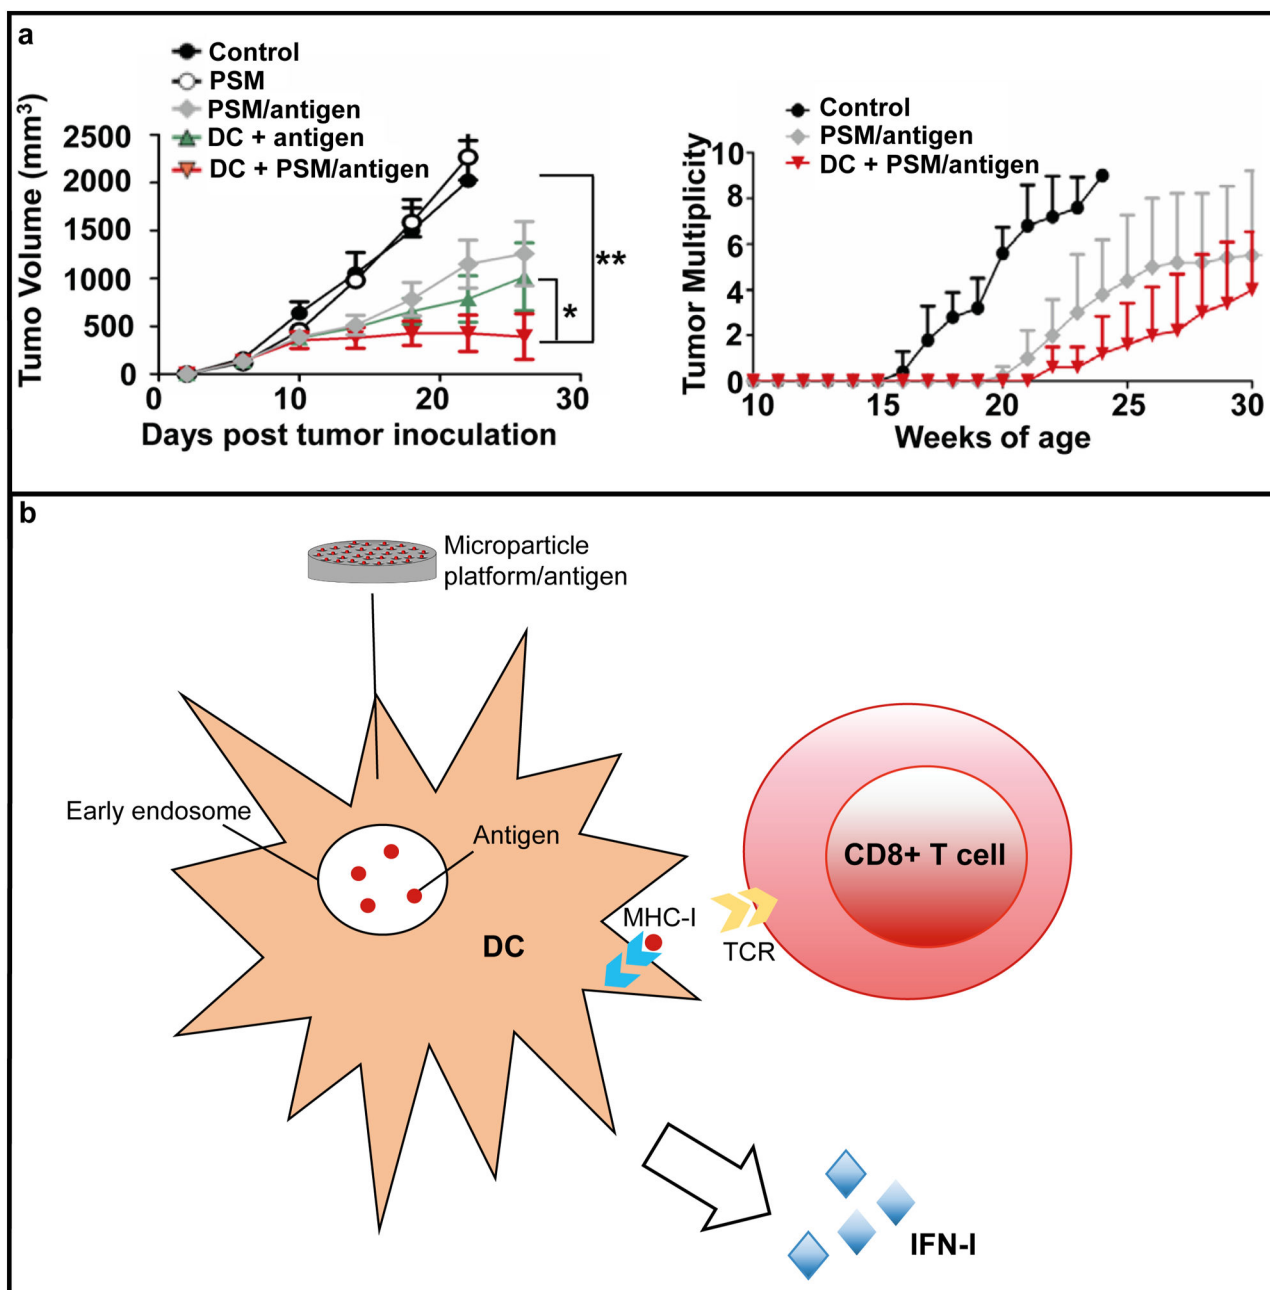 a
Control
PSM
PSM/antigen
DC + antigen
DC + PSM/antigen
Tumo Volume (mm³)
2500
2000
1500
1000
500
0
**
*
0 10 20 30
Days post tumor inoculation
Control
PSM/antigen
DC + PSM/antigen
Tumor Multiplicity
10
8
6
4
2
0
10 15 20 25 30
Weeks of age
b
Microparticle
platform/antigen
Early endosome
Antigen
CD8+ T cell
MHC-I
DC
TCR
IFN-I